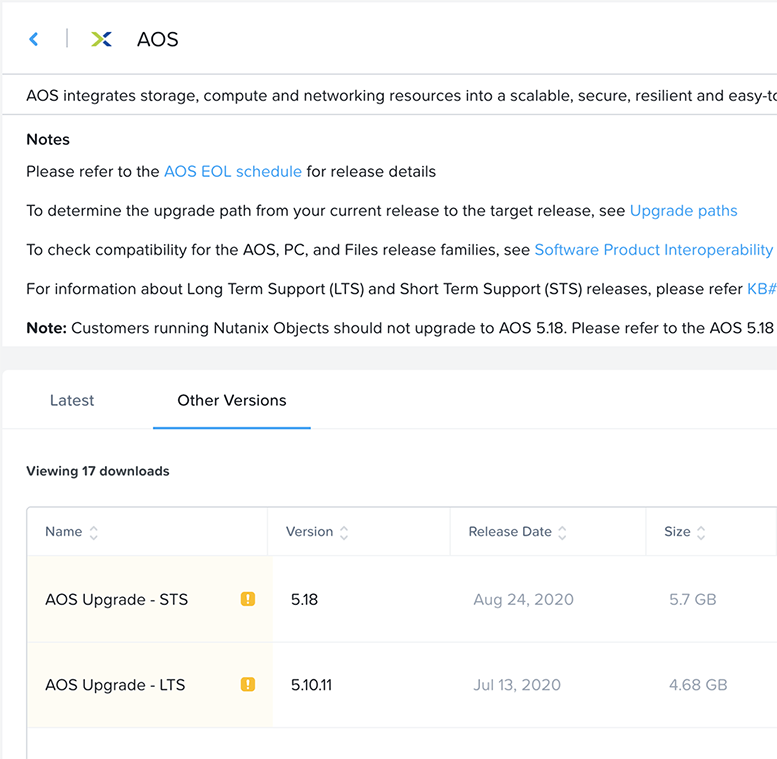 AOS
AOS integrates storage, compute and networking resources into a scalable, secure, resilient and easy-to
Notes
Please refer to the AOS EOL schedule for release details
To determine the upgrade path from your current release to the target release, see Upgrade paths
To check compatibility for the AOS, PC, and Files release families, see Software Product Interoperability
For information about Long Term Support (LTS) and Short Term Support (STS) releases, please refer KB#
Note: Customers running Nutanix Objects should not upgrade to AOS 5.18. Please refer to the AOS 5.18
Latest Other Versions
Viewing 17 downloads
Name Version Release Date Size
AOS Upgrade - STS 5.18 Aug 24, 2020 5.7 GB
AOS Upgrade - LTS 5.10.11 Jul 13, 2020 4.68 GB